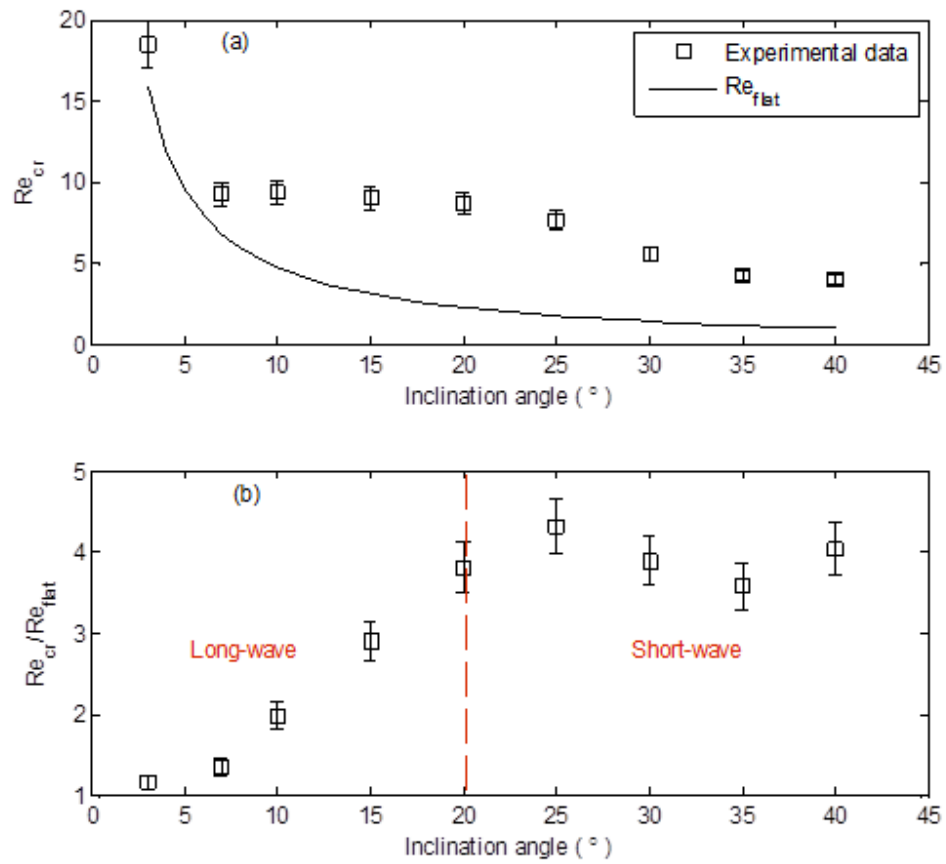 20
15
10
5
0
Re_cr
(a)
Experimental data
Re_flat
0 5 10 15 20 25 30 35 40 45
Inclination angle ( ° )
5
4
3
2
1
Re_cr/Re_flat
(b)
Long-wave
Short-wave
0 5 10 15 20 25 30 35 40 45
Inclination angle ( ° )